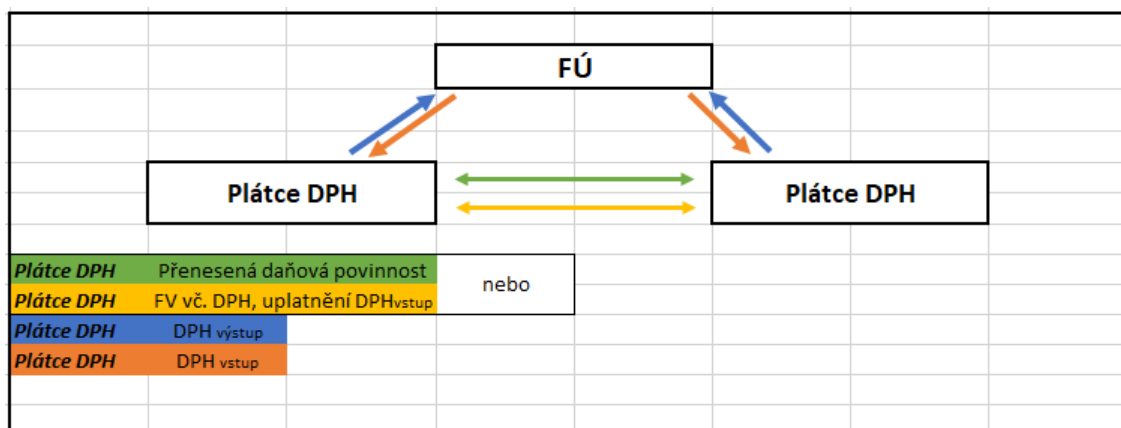 FÚ
Plátce DPH Plátce DPH
Plátce DPH Přenesená daňová povinnost
nebo
Plátce DPH FV vč. DPH, uplatnění DPHvstup
Plátce DPH DPH výstup
Plátce DPH DPH vstup